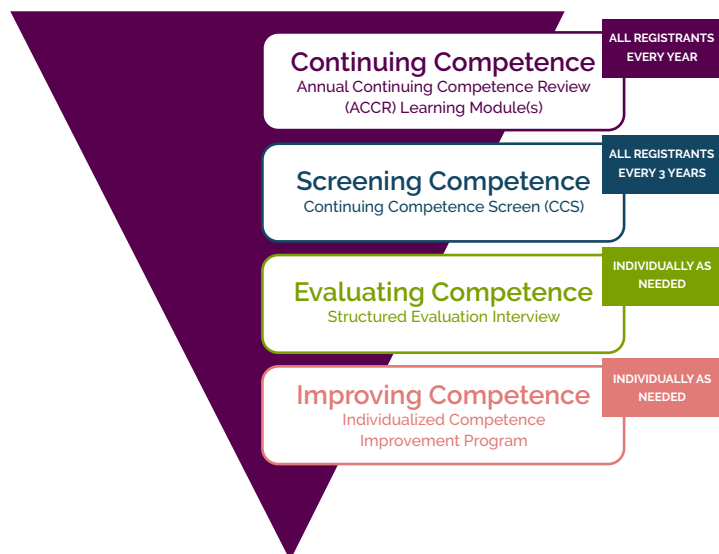 Continuing Competence
Annual Continuing Competence Review
(ACCR) Learning Module(s)
ALL REGISTRANTS
EVERY YEAR
Screening Competence
Continuing Competence Screen (CCS)
ALL REGISTRANTS
EVERY 3 YEARS
Evaluating Competence
Structured Evaluation Interview
INDIVIDUALLY AS
NEEDED
Improving Competence
Individualized Competence
Improvement Program
INDIVIDUALLY AS
NEEDED